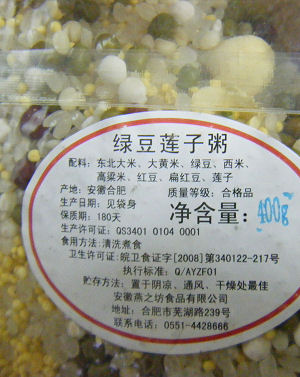 绿豆莲子粥
配料：东北大米、大黄米、绿豆、西米、
高梁米、红豆、扁红豆、莲子
产地：安徽合肥 质量等级：合格品
生产日期：见袋身
保质期：180天 净含量：400g
生产许可证：QS3401 0104 0001
食用方法：清洗煮食
卫生许可证：皖卫食证字[2008]第340122-217号
执行标准：Q/AYZF01
贮存方法：置于阴凉、通风、干燥处最佳
安徽燕之坊食品有限公司
地址：合肥市芜湖路239号
联系电话：0551-4428666